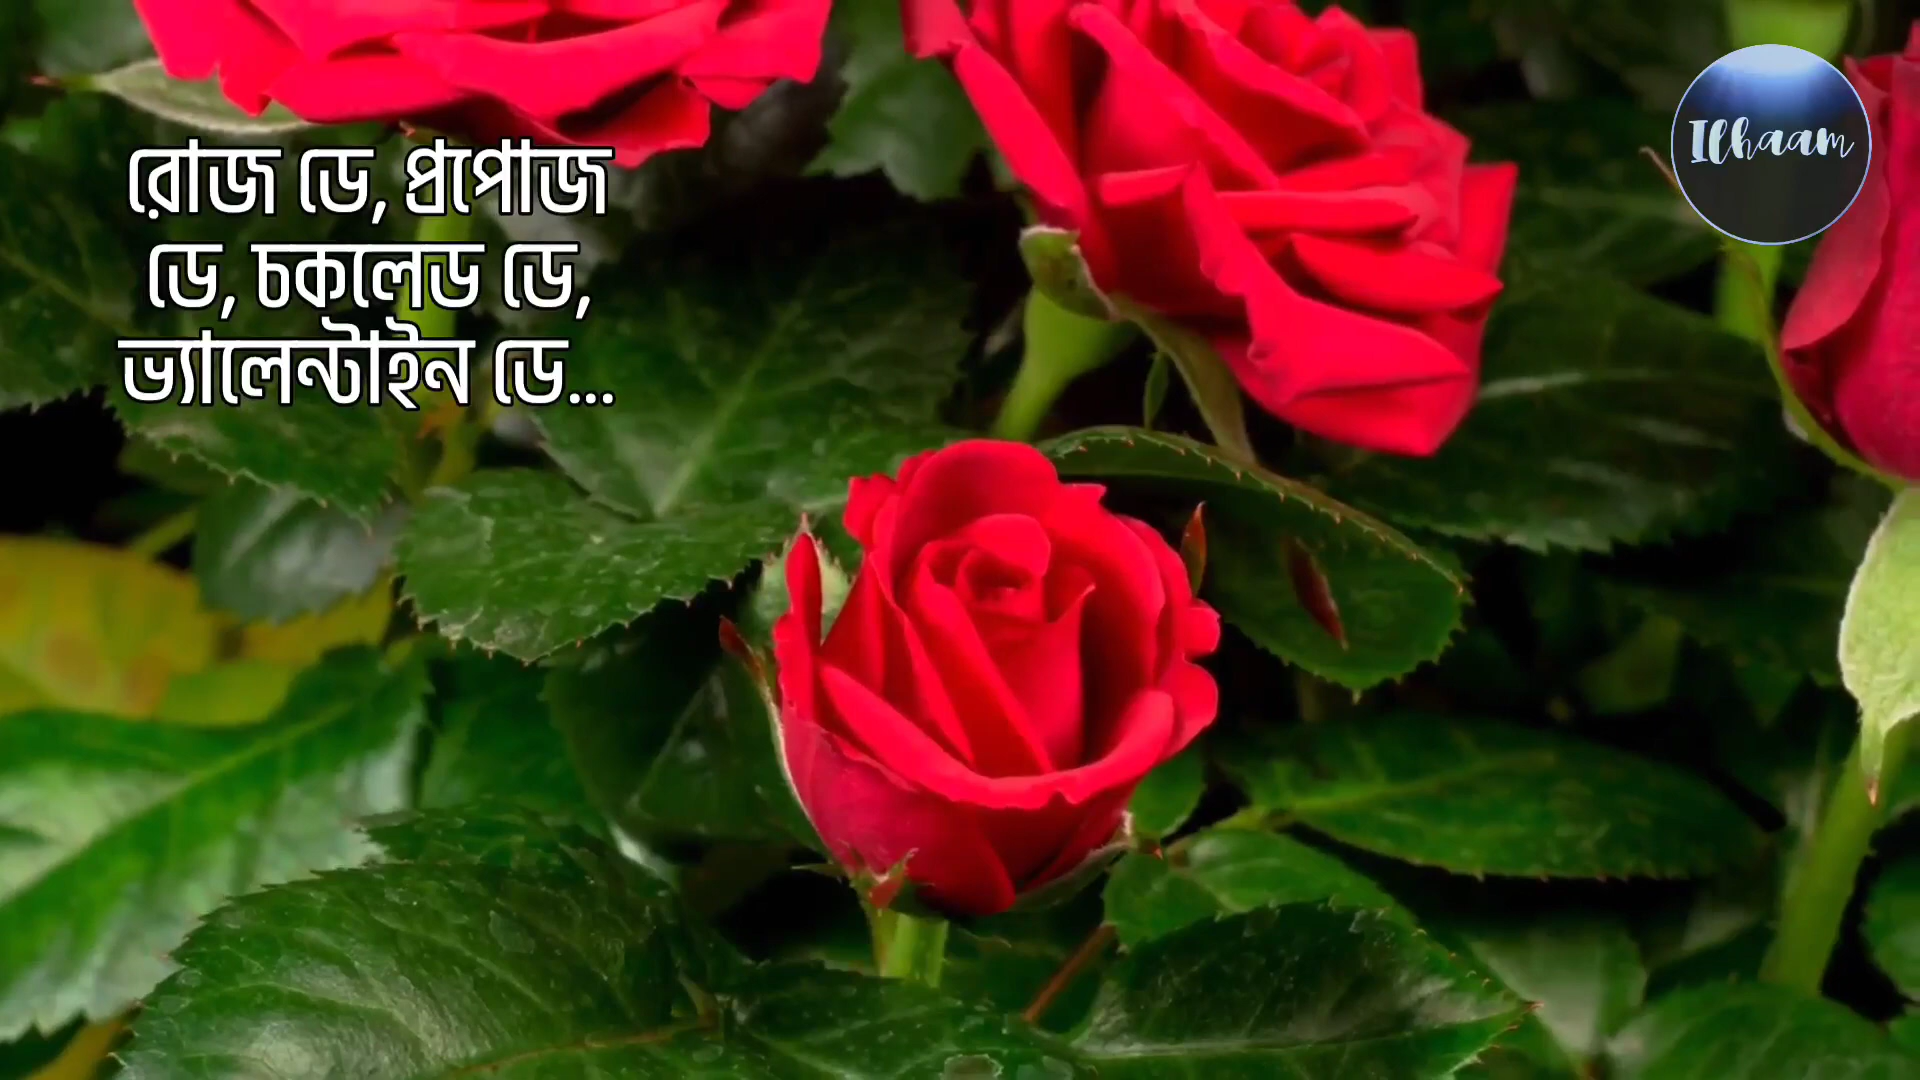 রোজ ডে, প্রপোজ
ডে, চকলেড ডে,
ভ্যালেন্টাইন ডে...
Ilhaam